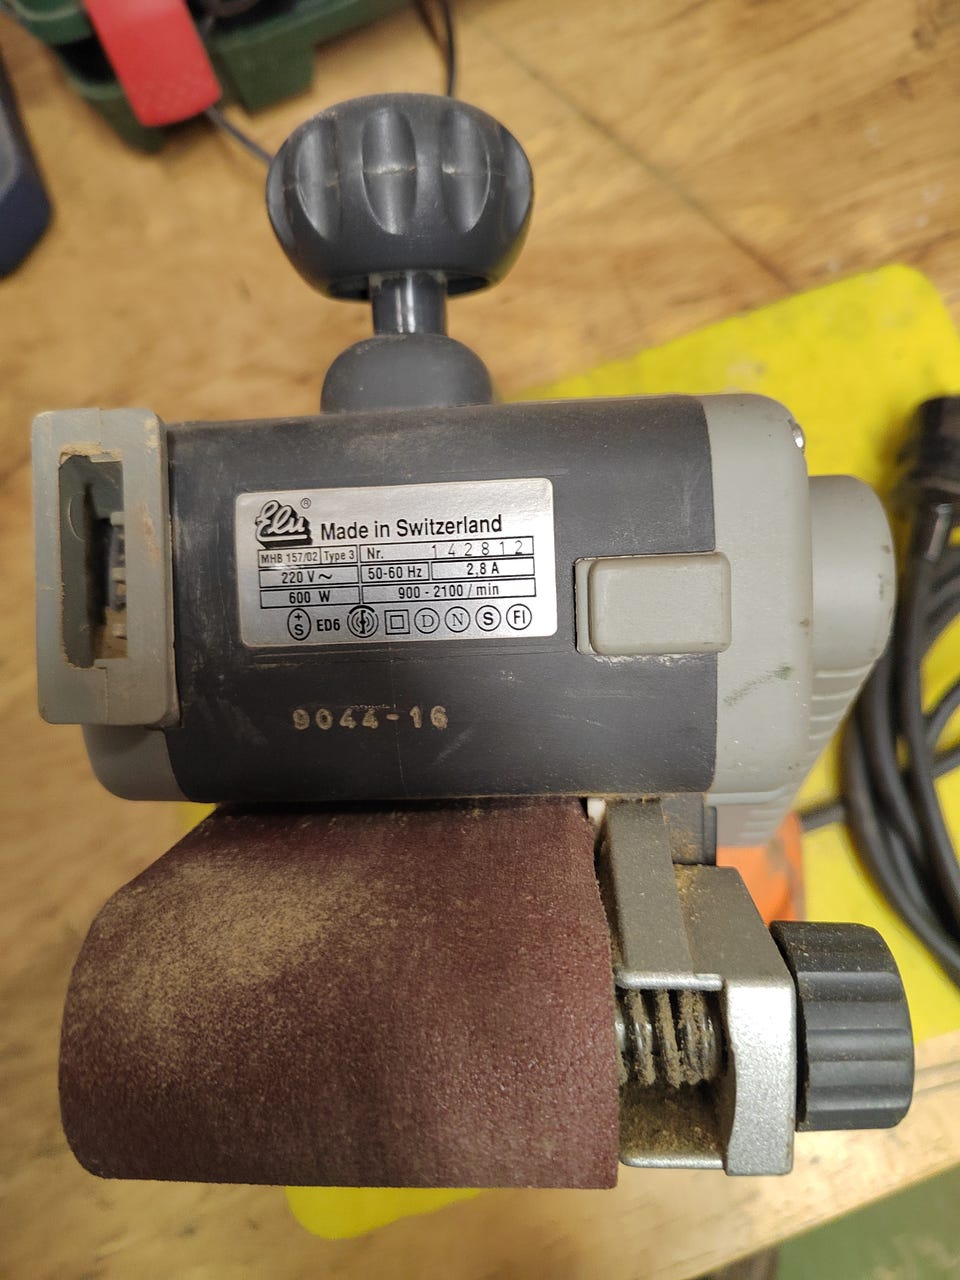 Elu ®
Made in Switzerland
MHB 157/02 Type 3 Nr. 142812
220 V ~ 50-60 Hz 2,8 A
600 W 900 - 2100 / min
+S ED6 D N S FI
9044-16